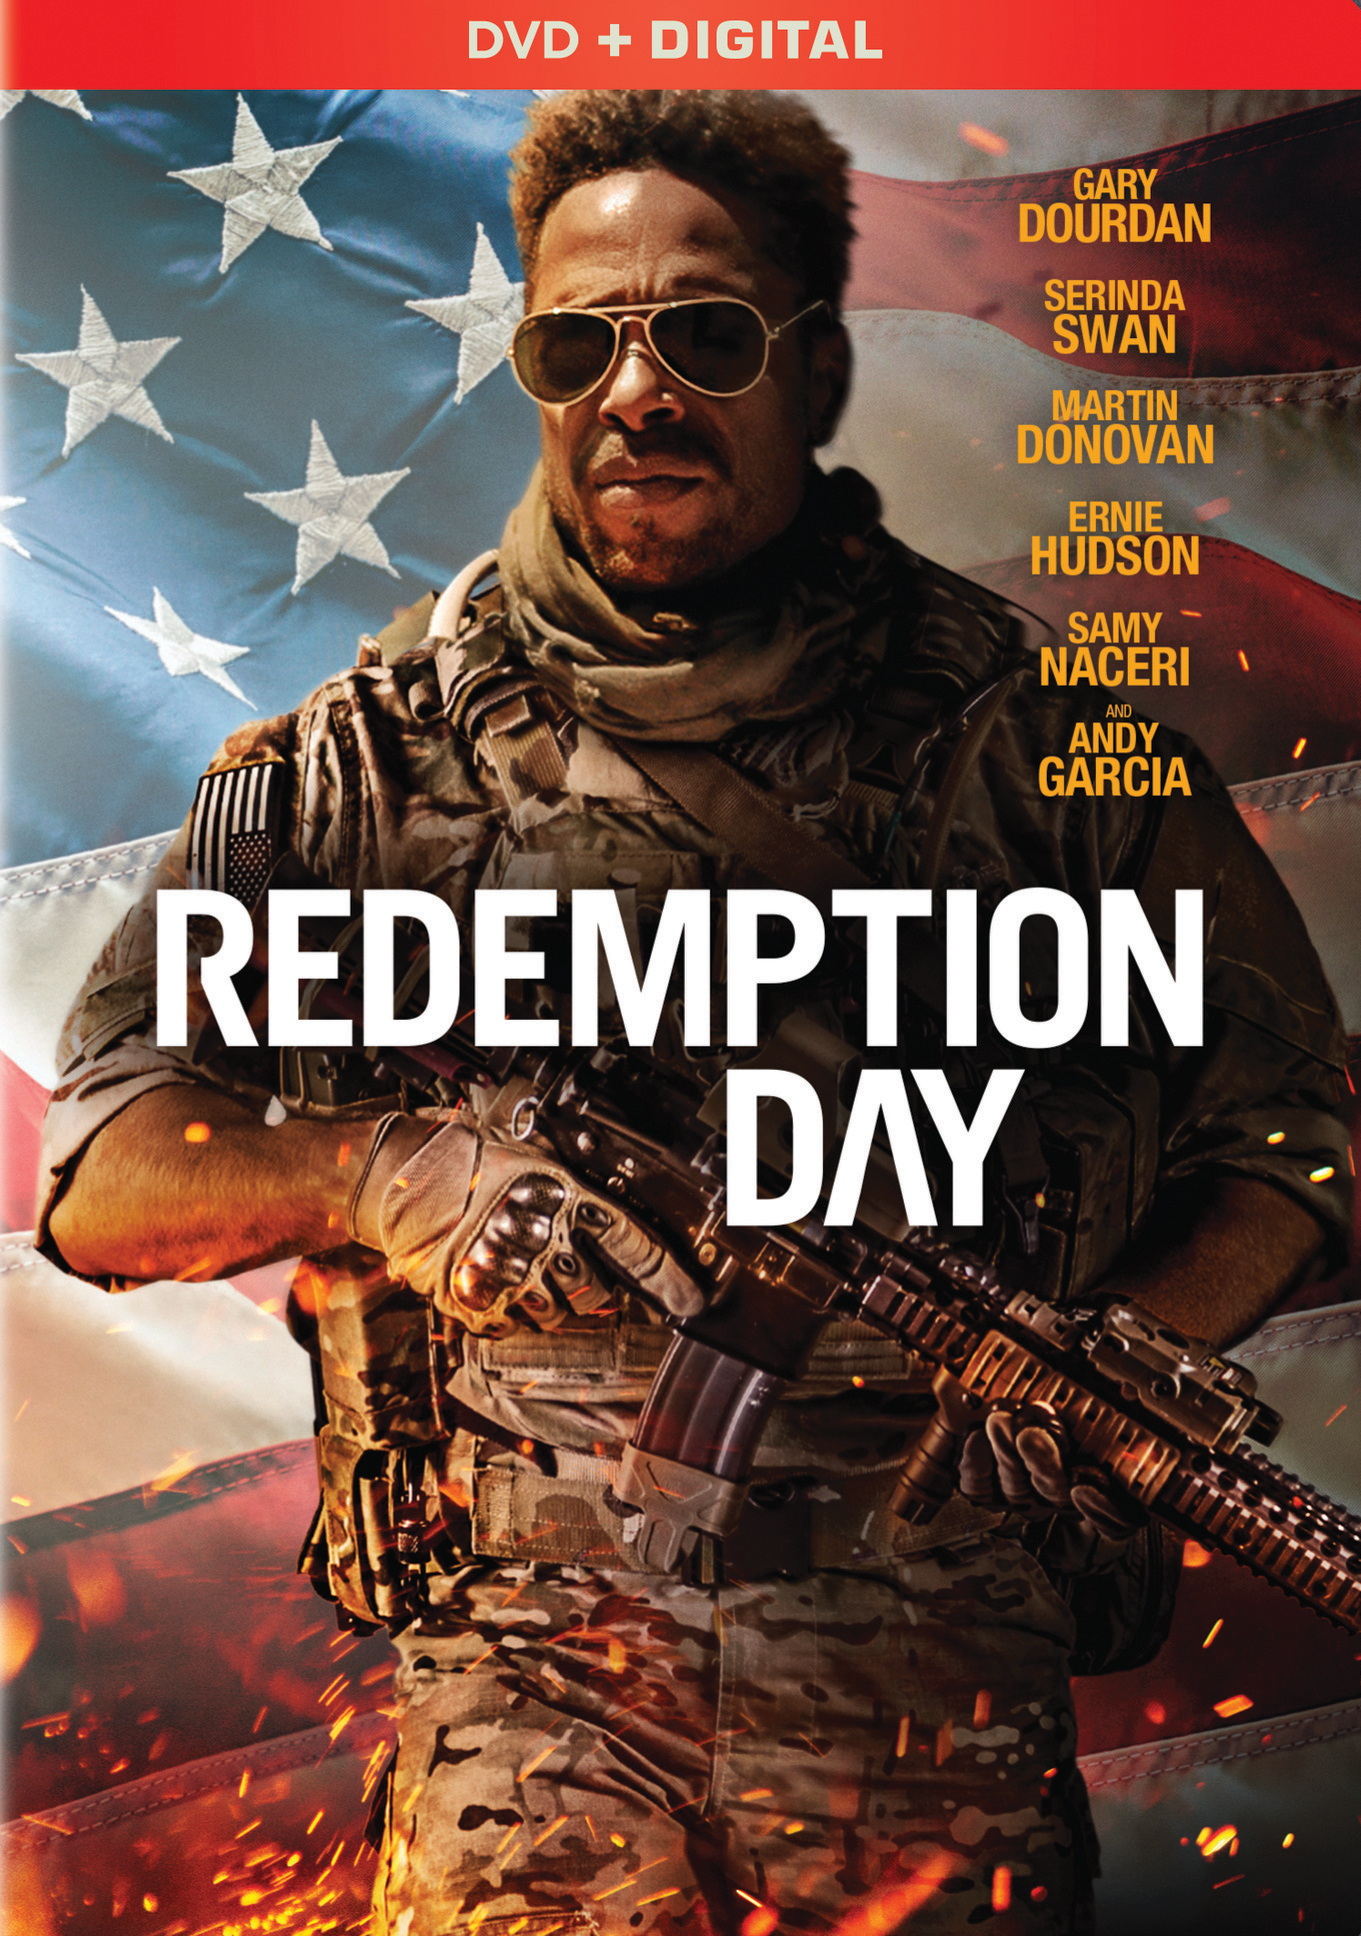 DVD + DIGITAL
GARY
DOURDAN
SERINDA
SWAN
MARTIN
DONOVAN
ERNIE
HUDSON
SAMY
NACERI
AND
ANDY
GARCIA
REDEMPTION
DAY